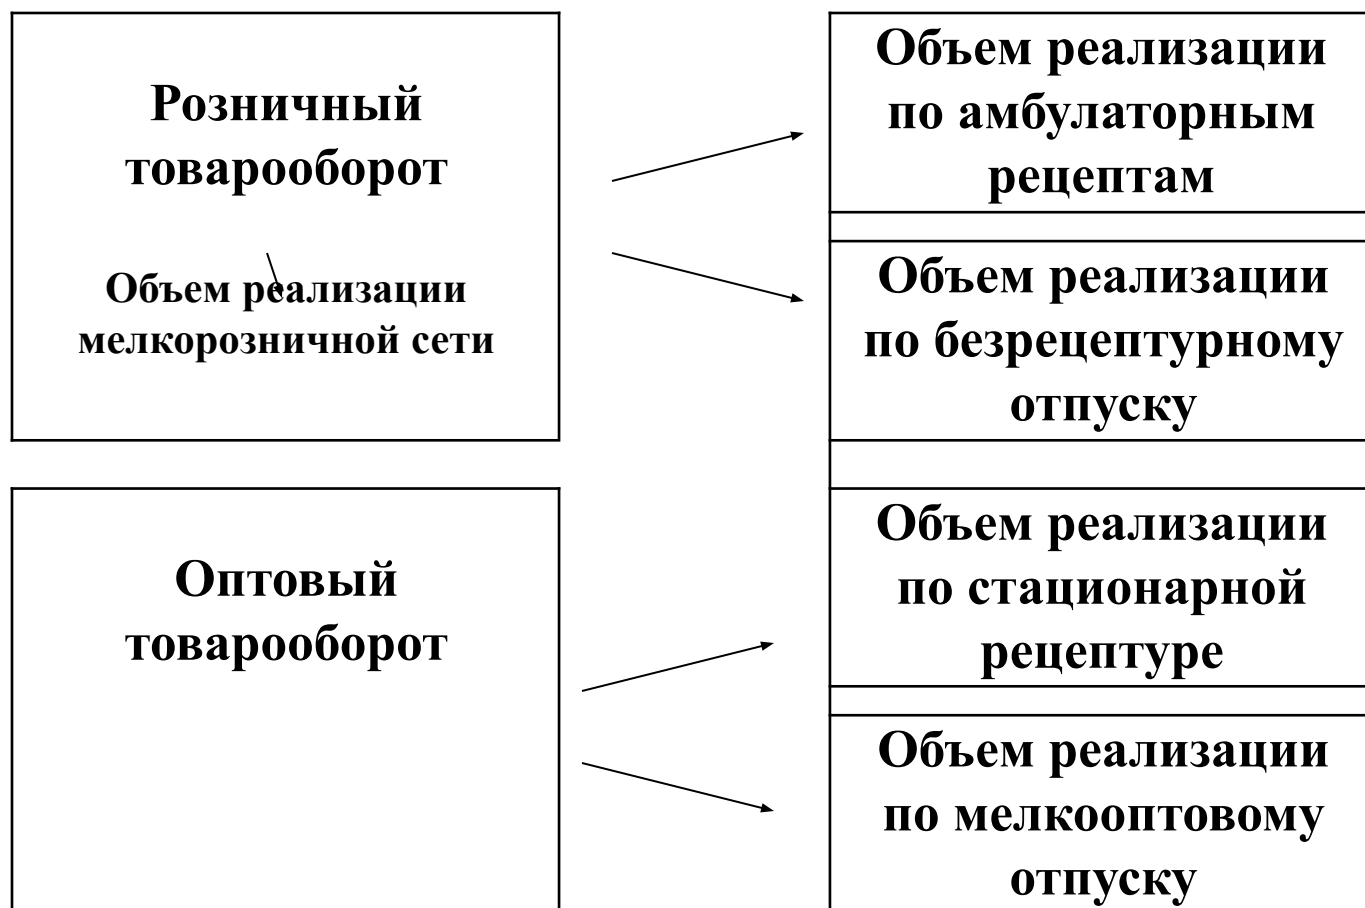 Розничный
товарооборот
Объем реализации
мелкорозничной сети
Объем реализации
по амбулаторным
рецептам
Объем реализации
по безрецептурному
отпуску
Оптовый
товарооборот
Объем реализации
по стационарной
рецептуре
Объем реализации
по мелкооптовому
отпуску